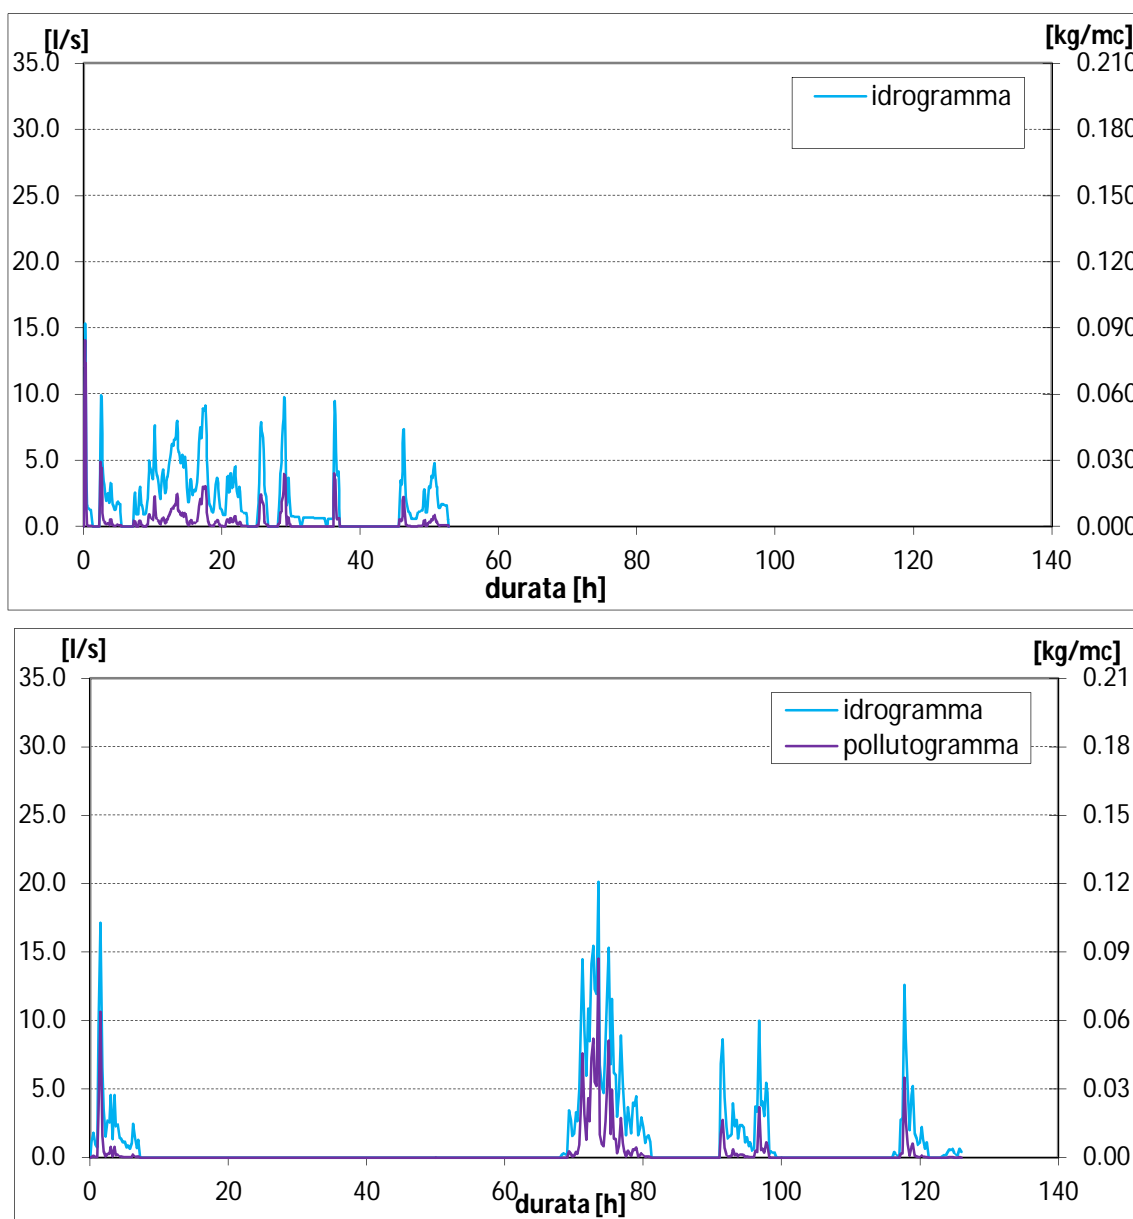 [l/s] [kg/mc]
35.0 0.210
idrogramma
30.0 0.180
25.0 0.150
20.0 0.120
15.0 0.090
10.0 0.060
5.0 0.030
0.0 0.000
0 20 40 60 80 100 120 140
durata [h]
[l/s] [kg/mc]
35.0 0.21
idrogramma
30.0 0.18
pollutogramma
25.0 0.15
20.0 0.12
15.0 0.09
10.0 0.06
5.0 0.03
0.0 0.00
0 20 40 60 80 100 120 140
durata [h]